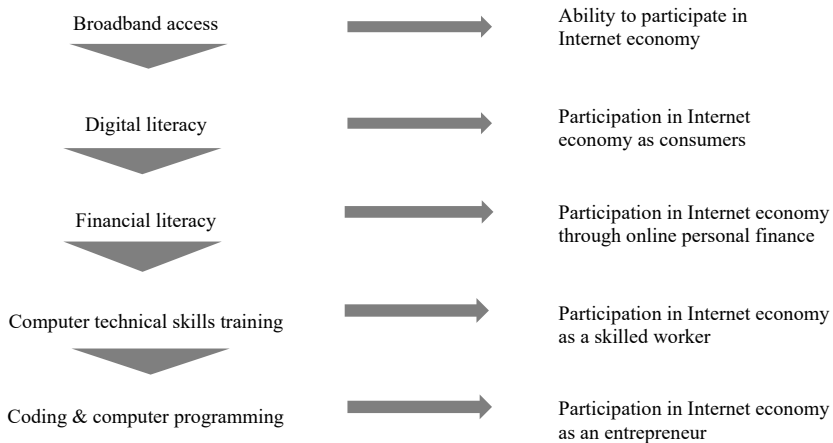 Broadband access
Ability to participate in
Internet economy
Digital literacy
Participation in Internet
economy as consumers
Financial literacy
Participation in Internet economy
through online personal finance
Computer technical skills training
Participation in Internet economy
as a skilled worker
Coding & computer programming
Participation in Internet economy
as an entrepreneur